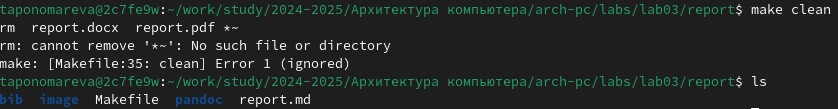 taponomareva@2c7fe9w:~/work/study/2024-2025/Архитектура компьютера/arch-pc/labs/lab03/report$ make clean
rm  report.docx  report.pdf *~
rm: cannot remove '*~': No such file or directory
make: [Makefile:35: clean] Error 1 (ignored)
taponomareva@2c7fe9w:~/work/study/2024-2025/Архитектура компьютера/arch-pc/labs/lab03/report$ ls
bib  image  Makefile  pandoc  report.md